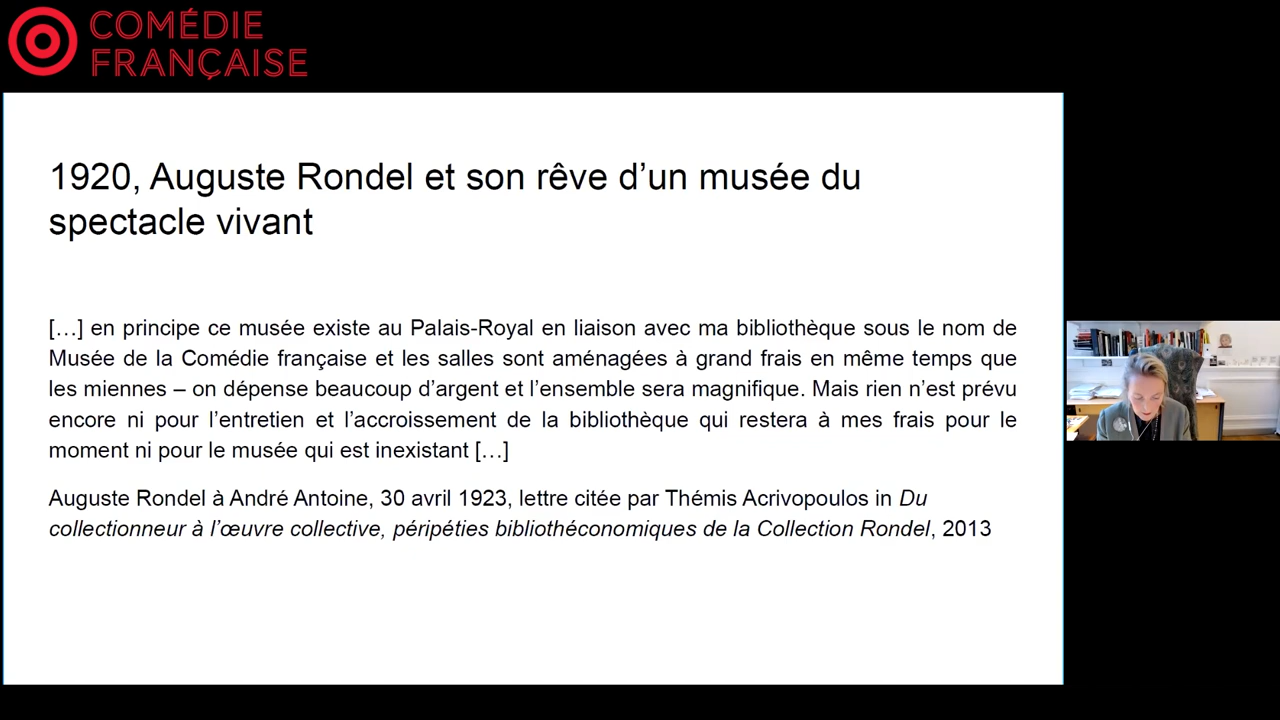 COMÉDIE
FRANÇAISE
1920, Auguste Rondel et son rêve d’un musée du
spectacle vivant
[…] en principe ce musée existe au Palais-Royal en liaison avec ma bibliothèque sous le nom de
Musée de la Comédie française et les salles sont aménagées à grand frais en même temps que
les miennes – on dépense beaucoup d’argent et l’ensemble sera magnifique. Mais rien n’est prévu
encore ni pour l’entretien et l’accroissement de la bibliothèque qui restera à mes frais pour le
moment ni pour le musée qui est inexistant […]
Auguste Rondel à André Antoine, 30 avril 1923, lettre citée par Thémis Acrivopoulos in Du
collectionneur à l’œuvre collective, péripéties bibliothéconomiques de la Collection Rondel, 2013